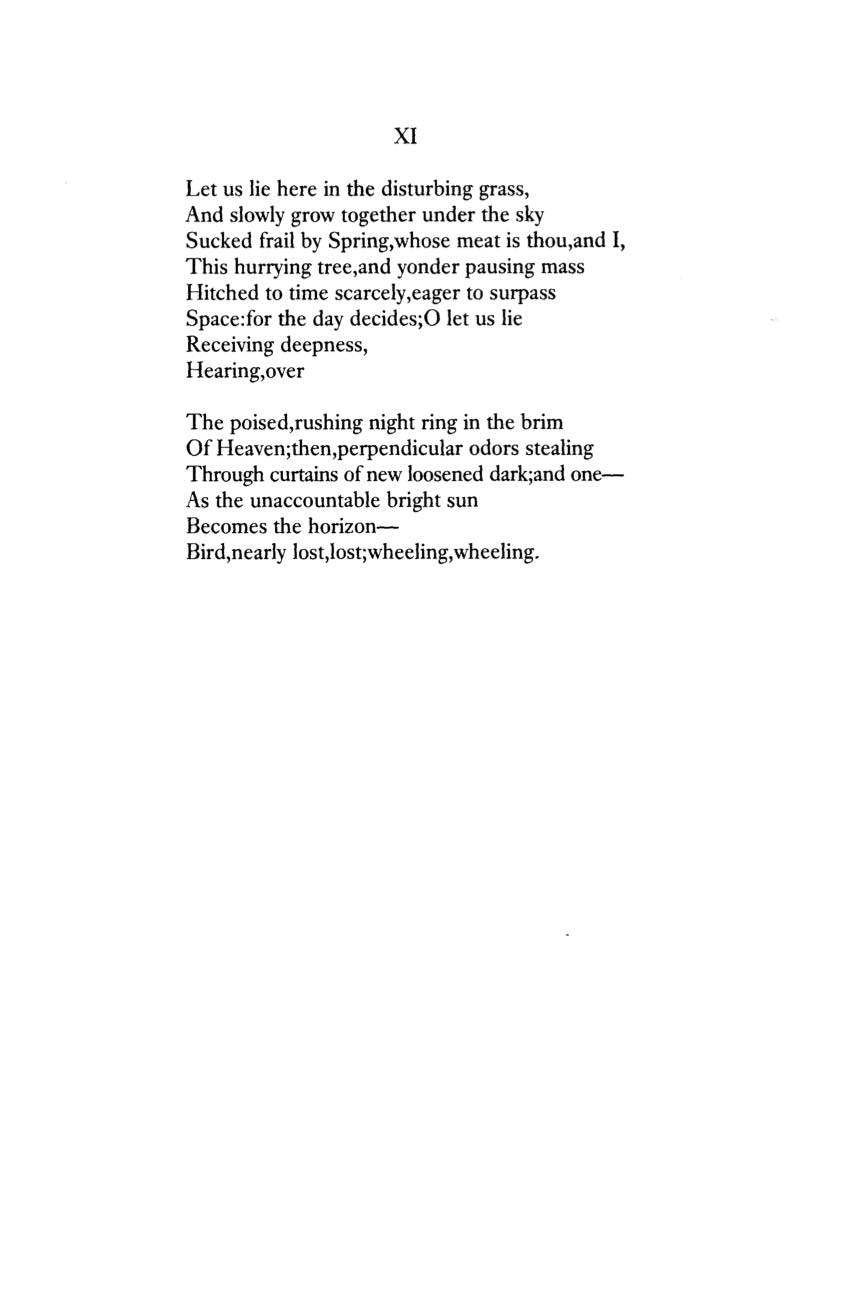 XI
Let us lie here in the disturbing grass,
And slowly grow together under the sky
Sucked frail by Spring,whose meat is thou,and I,
This hurrying tree,and yonder pausing mass
Hitched to time scarcely,eager to surpass
Space:for the day decides;O let us lie
Receiving deepness,
Hearing,over
The poised,rushing night ring in the brim
Of Heaven;then,perpendicular odors stealing
Through curtains of new loosened dark;and one—
As the unaccountable bright sun
Becomes the horizon—
Bird,nearly lost,lost;wheeling,wheeling.